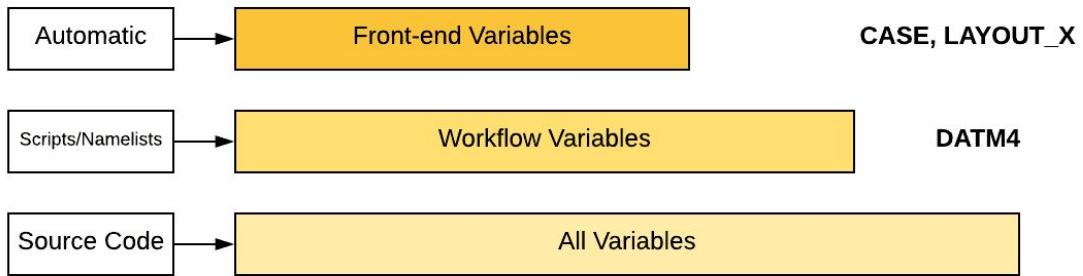 Automatic
Front-end Variables
CASE, LAYOUT_X
Scripts/Namelists
Workflow Variables
DATM4
Source Code
All Variables